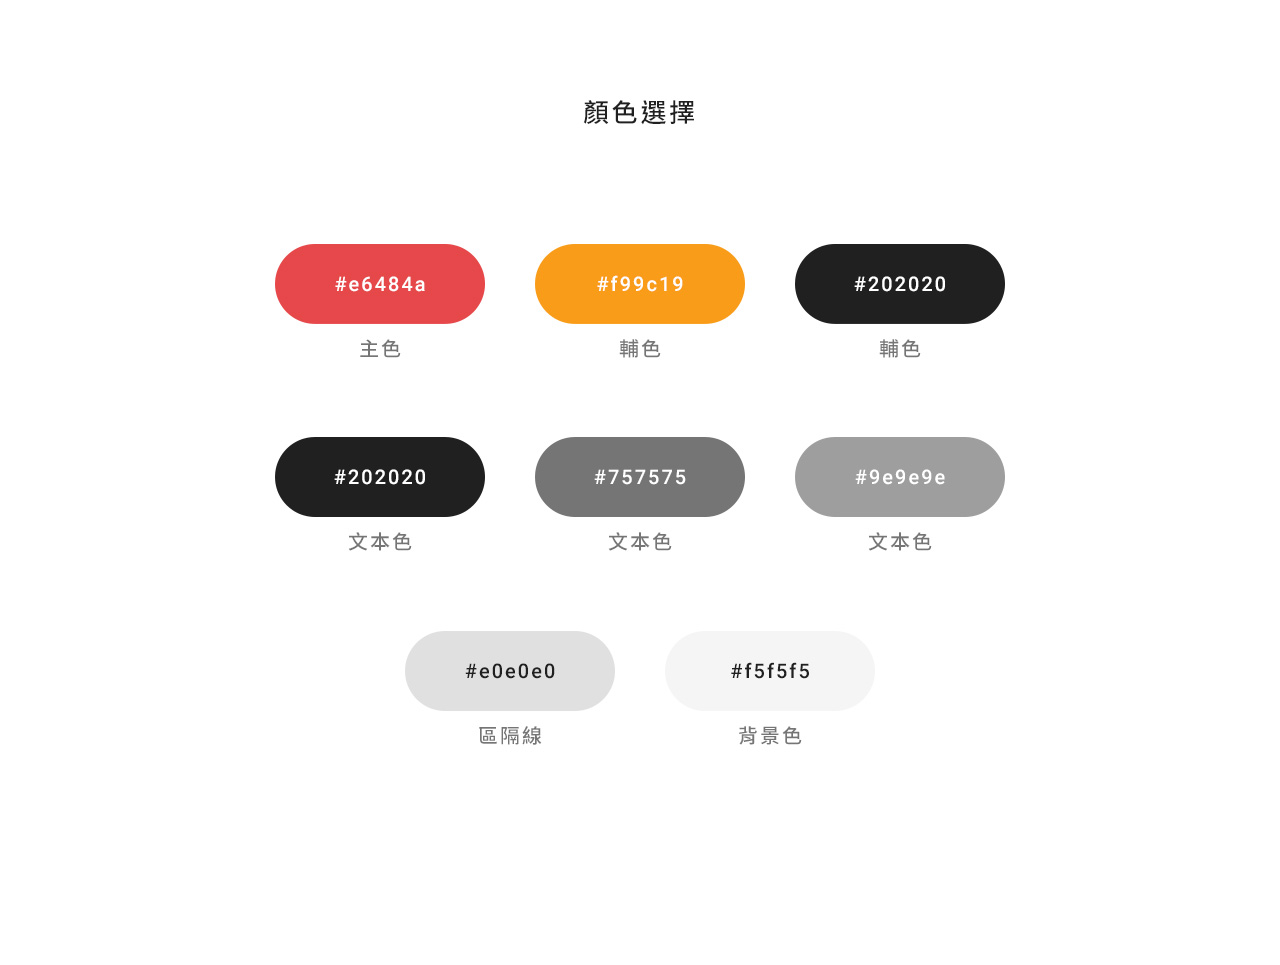 顏色選擇
#e6484a
#f99c19
#202020
主色
輔色
輔色
#202020
#757575
#9e9e9e
文本色
文本色
文本色
#e0e0e0
#f5f5f5
區隔線
背景色